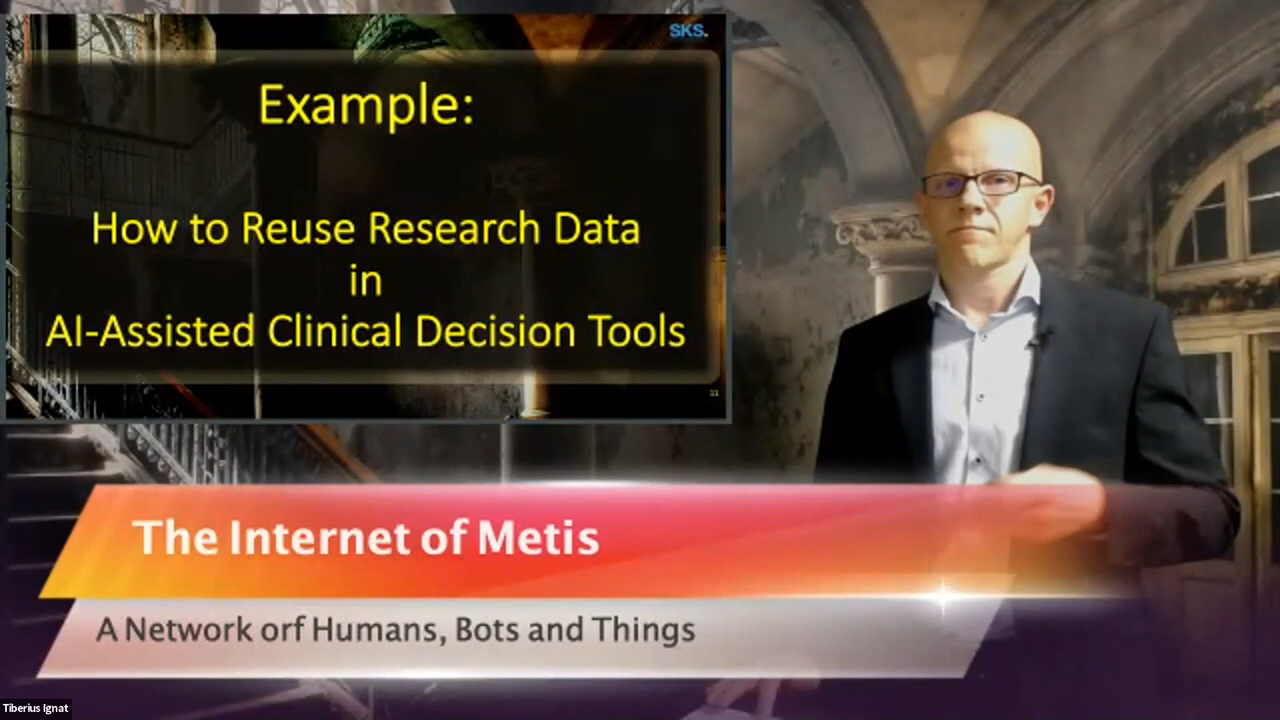 SKS.
Example:
How to Reuse Research Data
in
AI-Assisted Clinical Decision Tools
The Internet of Metis
A Network orf Humans, Bots and Things
Tiberius Ignat